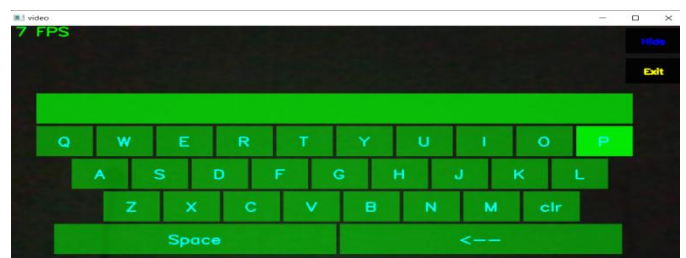 video
7 FPS
Hide
Exit
Q W E R T Y U I O P
A S D F G H J K L
Z X C V B N M clr
Space <--